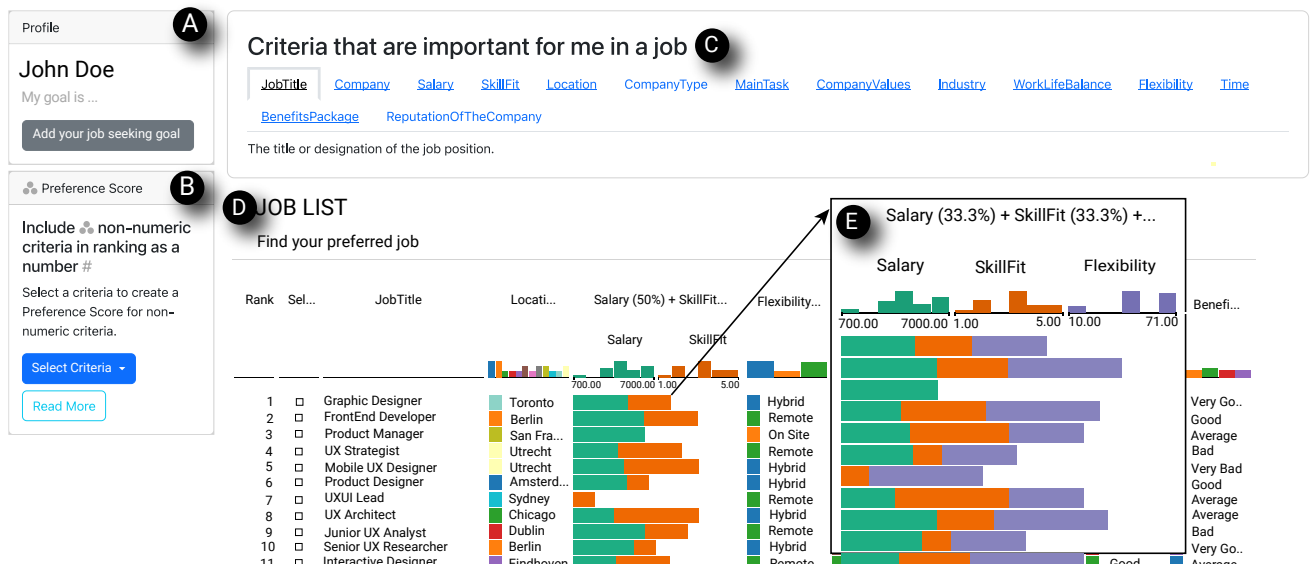 Profile
A
John Doe
My goal is ...
Add your job seeking goal
Preference Score
B
Include non-numeric
criteria in ranking as a
number #
Select a criteria to create a
Preference Score for non-
numeric criteria.
Select Criteria
Read More
Criteria that are important for me in a job C
JobTitle Company Salary SkillFit Location CompanyType MainTask CompanyValues Industry WorkLifeBalance Flexibility Time
BenefitsPackage ReputationOfTheCompany
The title or designation of the job position.
D JOB LIST
Find your preferred job
Rank Sel... JobTitle Locati... Salary (50%) + SkillFit... Flexibility... Benefi...
Salary SkillFit
700.00 7000.00 1.00 5.00
1 Graphic Designer Toronto Hybrid Very Go..
2 FrontEnd Developer Berlin Remote Good
3 Product Manager San Fra... On Site Average
4 UX Strategist Utrecht Remote Bad
5 Mobile UX Designer Utrecht Hybrid Very Bad
6 Product Designer Amsterd... Hybrid Good
7 UXUI Lead Sydney Remote Average
8 UX Architect Chicago Hybrid Average
9 Junior UX Analyst Dublin Remote Bad
10 Senior UX Researcher Berlin Hybrid Very Go..
11 Interactive Designer Eindhoven Remote Good Average
E Salary (33.3%) + SkillFit (33.3%) +...
Salary SkillFit Flexibility
700.00 7000.00 1.00 5.00 10.00 71.00